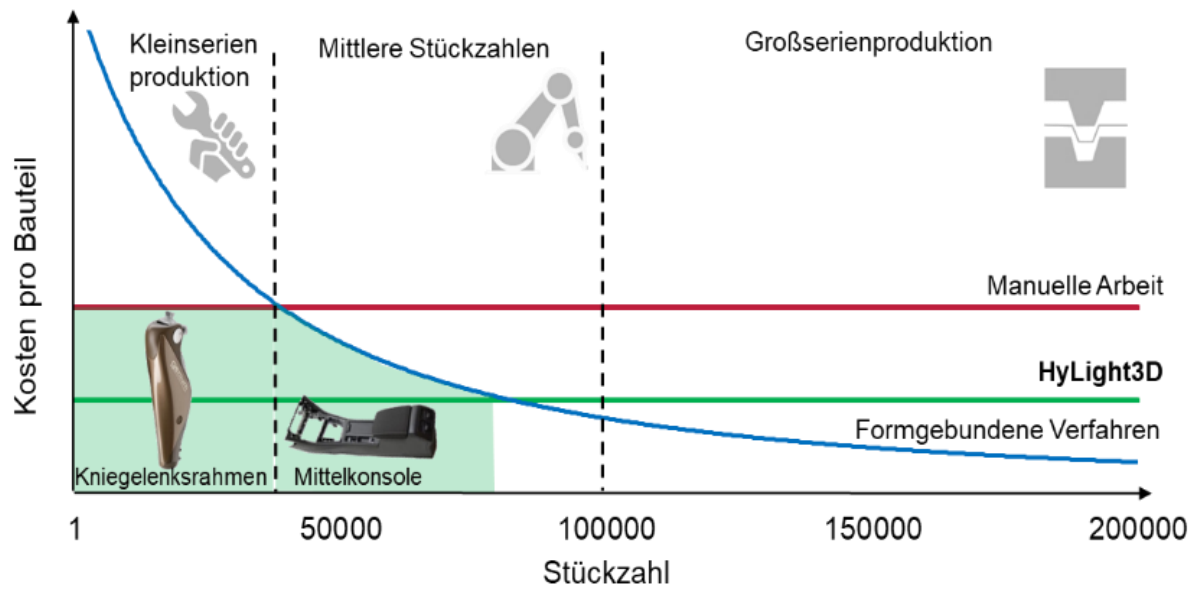 Kleinserien
produktion
Mittlere Stückzahlen
Großserienproduktion
Kosten pro Bauteil
Manuelle Arbeit
HyLight3D
Formgebundene Verfahren
Kniegelenksrahmen
Mittelkonsole
1
50000
100000
150000
200000
Stückzahl